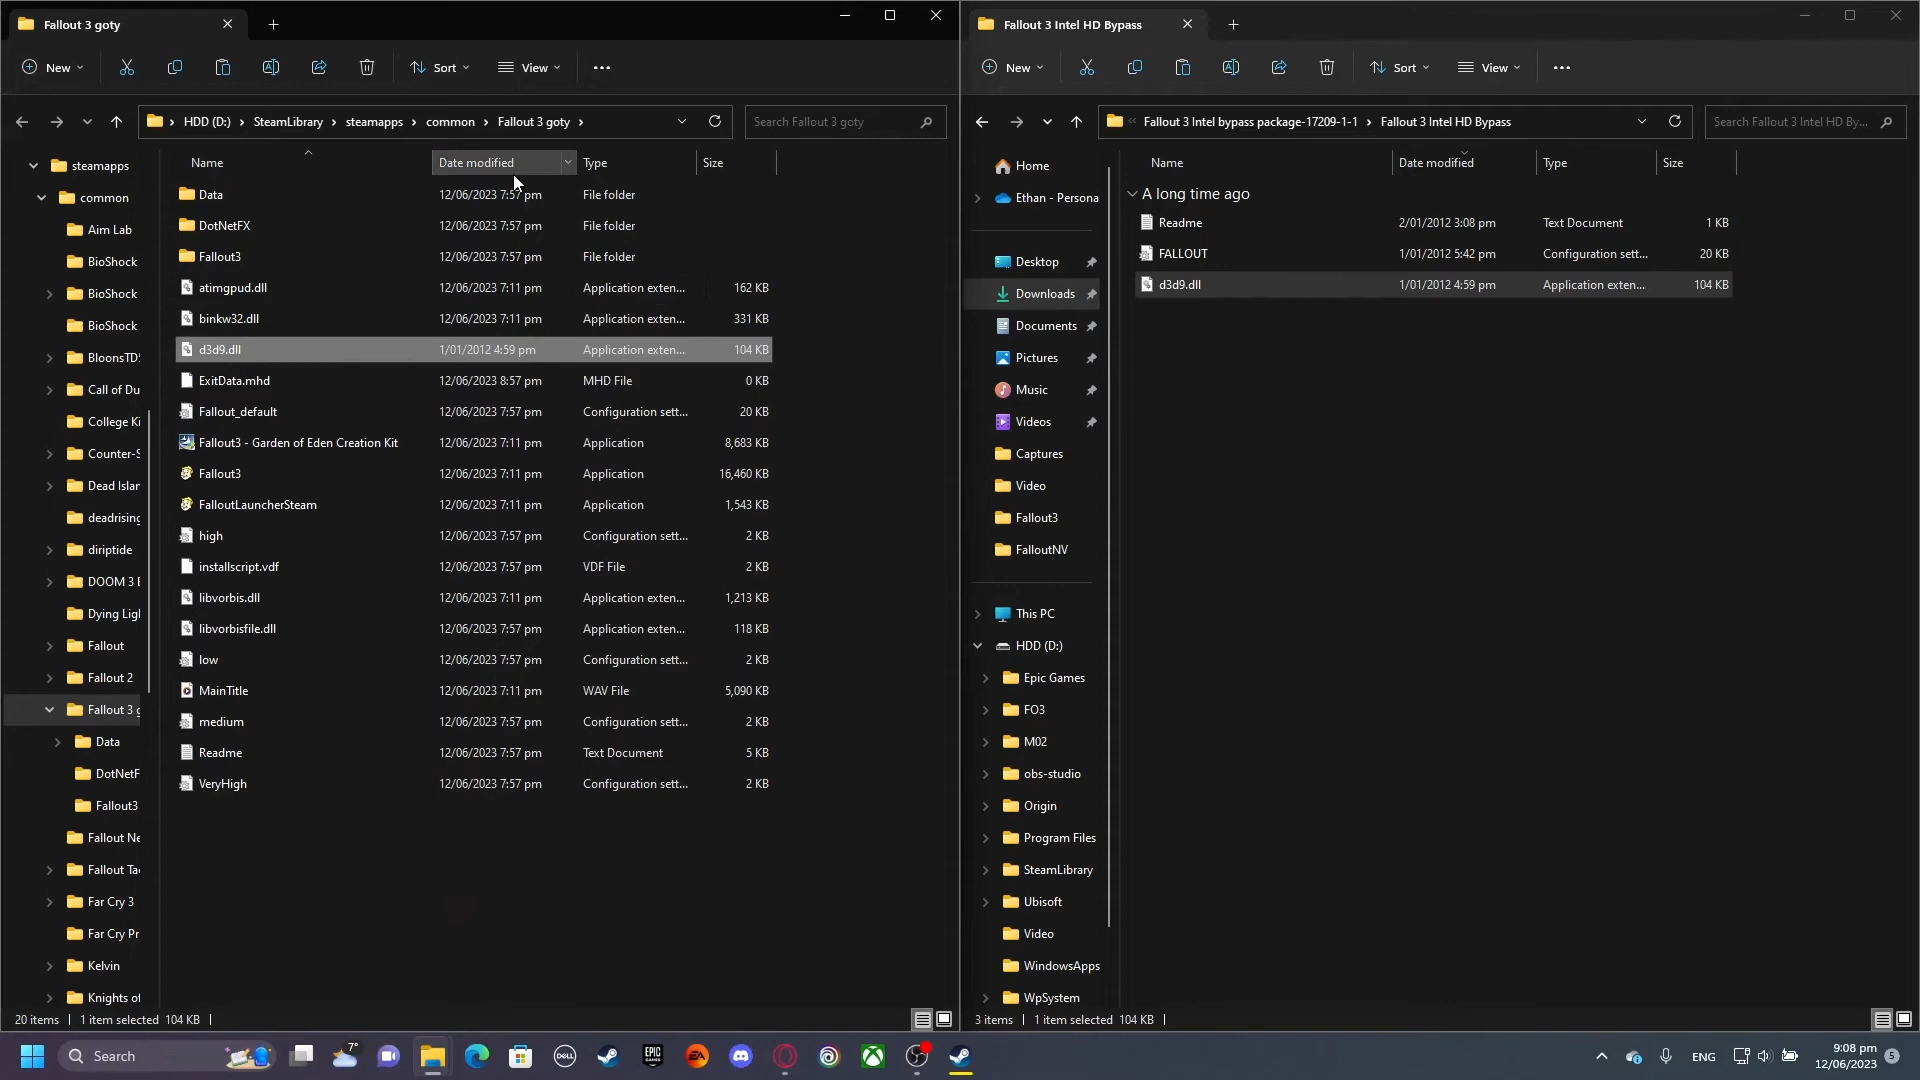 Fallout 3 goty
New
Sort
View
HDD (D:) SteamLibrary steamapps common Fallout 3 goty
Search Fallout 3 goty
steamapps
common
Aim Lab
BioShock
BioShock
BioShock
BloonsTD5
Call of Du
College Ki
Counter-S
Dead Islan
deadrising
diriptide
DOOM 3 E
Dying Ligh
Fallout
Fallout 2
Fallout 3 g
Data
DotNetF
Fallout3
Fallout Ne
Fallout Tac
Far Cry 3
Far Cry Pr
Kelvin
Knights of
Name Date modified Type Size
Data 12/06/2023 7:57 pm File folder
DotNetFX 12/06/2023 7:57 pm File folder
Fallout3 12/06/2023 7:57 pm File folder
atimgpud.dll 12/06/2023 7:11 pm Application exten... 162 KB
binkw32.dll 12/06/2023 7:11 pm Application exten... 331 KB
d3d9.dll 1/01/2012 4:59 pm Application exten... 104 KB
ExitData.mhd 12/06/2023 8:57 pm MHD File 0 KB
Fallout_default 12/06/2023 7:57 pm Configuration sett... 20 KB
Fallout3 - Garden of Eden Creation Kit 12/06/2023 7:11 pm Application 8,683 KB
Fallout3 12/06/2023 7:11 pm Application 16,460 KB
FalloutLauncherSteam 12/06/2023 7:11 pm Application 1,543 KB
high 12/06/2023 7:57 pm Configuration sett... 2 KB
installscript.vdf 12/06/2023 7:57 pm VDF File 2 KB
libvorbis.dll 12/06/2023 7:57 pm Application exten... 1,213 KB
libvorbisfile.dll 12/06/2023 7:57 pm Application exten... 118 KB
low 12/06/2023 7:57 pm Configuration sett... 2 KB
MainTitle 12/06/2023 7:11 pm WAV File 5,090 KB
medium 12/06/2023 7:57 pm Configuration sett... 2 KB
Readme 12/06/2023 7:57 pm Text Document 5 KB
VeryHigh 12/06/2023 7:57 pm Configuration sett... 2 KB
20 items 1 item selected 104 KB
Fallout 3 Intel HD Bypass
New
Sort
View
Fallout 3 Intel bypass package-17209-1-1 Fallout 3 Intel HD Bypass
Search Fallout 3 Intel HD By...
Home
Ethan - Persona
Desktop
Downloads
Documents
Pictures
Music
Videos
Captures
Video
Fallout3
FalloutNV
This PC
HDD (D:)
Epic Games
FO3
M02
obs-studio
Origin
Program Files
SteamLibrary
Ubisoft
Video
WindowsApps
WpSystem
Name Date modified Type Size
A long time ago
Readme 2/01/2012 3:08 pm Text Document 1 KB
FALLOUT 1/01/2012 5:42 pm Configuration sett... 20 KB
d3d9.dll 1/01/2012 4:59 pm Application exten... 104 KB
3 items 1 item selected 104 KB
Search
7°
DELL
EPIC GAMES
EA
ENG
9:08 pm
12/06/2023
5